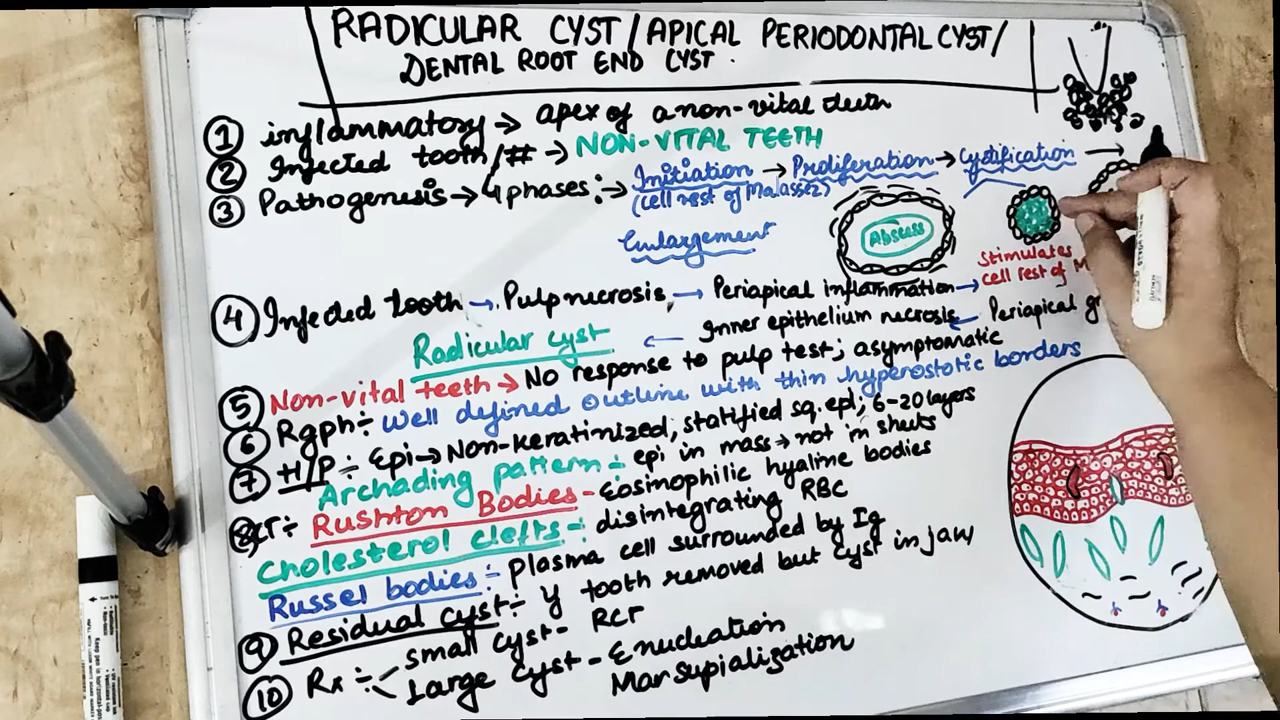 RADICULAR CYST/APICAL PERIODONTAL CYST/
DENTAL ROOT END CYST.
① inflammatory → apex of a non-vital teeth
② Infected tooth/# → NON-VITAL TEETH
③ Pathogenesis → 4 phases: → Initiation → Proliferation → Cystification →
(cell rest of Malassez)
Enlargement
Abscess
Stimulates
cell rest of M
④ Infected tooth → Pulp necrosis, → Periapical inflammation →
Radicular cyst ← Inner epithelium necrosis ← Periapical gr
⑤ Non-vital teeth → No response to pulp test; asymptomatic
⑥ Rgph÷ Well defined outline with thin hyperostotic borders
⑦ H/P ÷ Epi → Non-keratinized, statified sq. epi; 6-20 layers
Archading pattern ÷ epi in mass → not in sheets
⑧ CT÷ Rushton Bodies - Eosinophilic hyaline bodies
Cholesterol clefts -: disintegrating RBC
Russel bodies ÷ plasma cell surrounded by Ig
⑨ Residual cyst ÷ if tooth removed but cyst in jaw
⑩ Rx ÷ < small cyst - RCT
Large cyst - Enucleation
Marsupialization